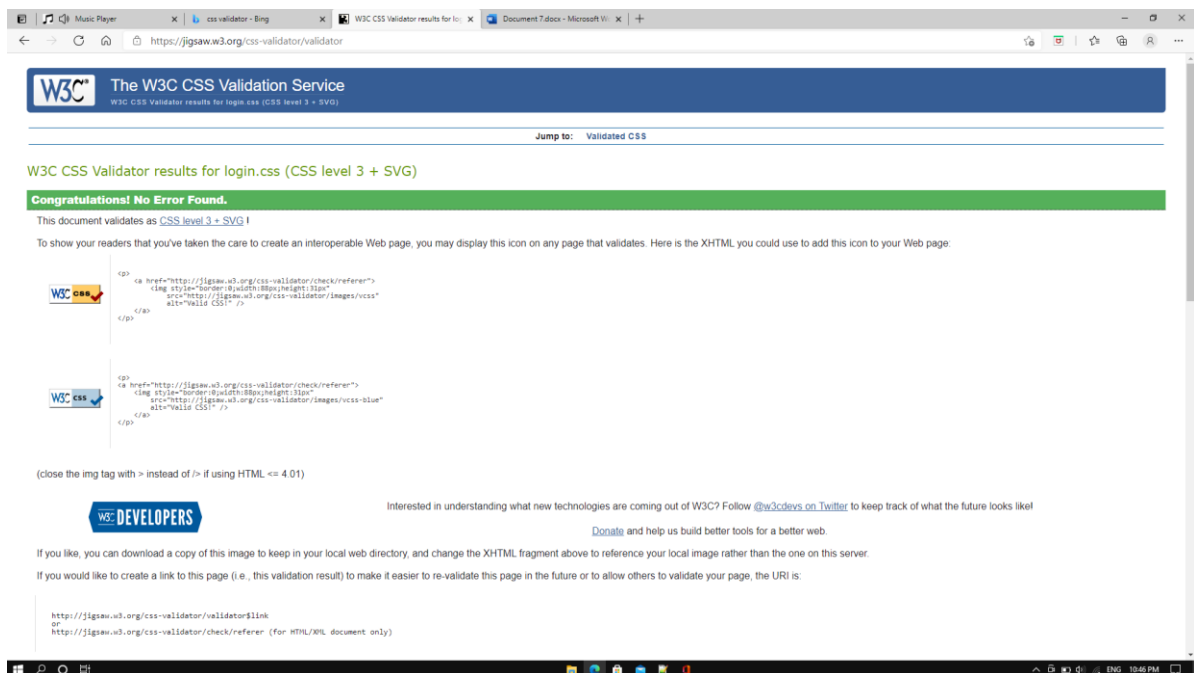 Music Player
css validator - Bing
W3C CSS Validator results for log
Document 7.docx - Microsoft W
https://jigsaw.w3.org/css-validator/validator
W3C®
The W3C CSS Validation Service
W3C CSS Validator results for login.css (CSS level 3 + SVG)
Jump to: Validated CSS
W3C CSS Validator results for login.css (CSS level 3 + SVG)
Congratulations! No Error Found.
This document validates as CSS level 3 + SVG !
To show your readers that you've taken the care to create an interoperable Web page, you may display this icon on any page that validates. Here is the XHTML you could use to add this icon to your Web page:
W3C css
<p>
<a href="http://jigsaw.w3.org/css-validator/check/referer">
<img style="border:0;width:88px;height:31px"
src="http://jigsaw.w3.org/css-validator/images/vcss"
alt="Valid CSS!" />
</a>
</p>
W3C css
<p>
<a href="http://jigsaw.w3.org/css-validator/check/referer">
<img style="border:0;width:88px;height:31px"
src="http://jigsaw.w3.org/css-validator/images/vcss-blue"
alt="Valid CSS!" />
</a>
</p>
(close the img tag with > instead of /> if using HTML <= 4.01)
W3C DEVELOPERS
Interested in understanding what new technologies are coming out of W3C? Follow @w3cdevs on Twitter to keep track of what the future looks like!
Donate and help us build better tools for a better web.
If you like, you can download a copy of this image to keep in your local web directory, and change the XHTML fragment above to reference your local image rather than the one on this server.
If you would like to create a link to this page (i.e., this validation result) to make it easier to re-validate this page in the future or to allow others to validate your page, the URI is:
http://jigsaw.w3.org/css-validator/validator$link
or
http://jigsaw.w3.org/css-validator/check/referer (for HTML/XML document only)
ENG 10:46 PM